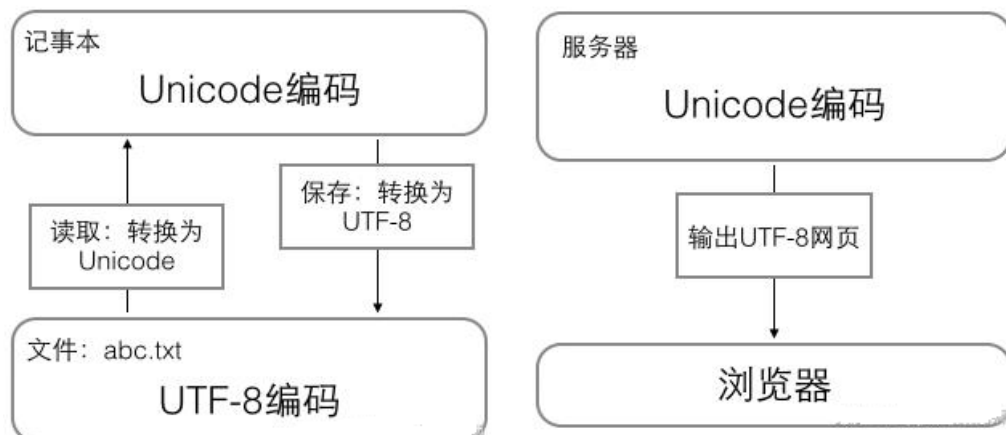 记事本
Unicode编码
读取：转换为
Unicode
保存：转换为
UTF-8
文件：abc.txt
UTF-8编码
服务器
Unicode编码
输出UTF-8网页
浏览器